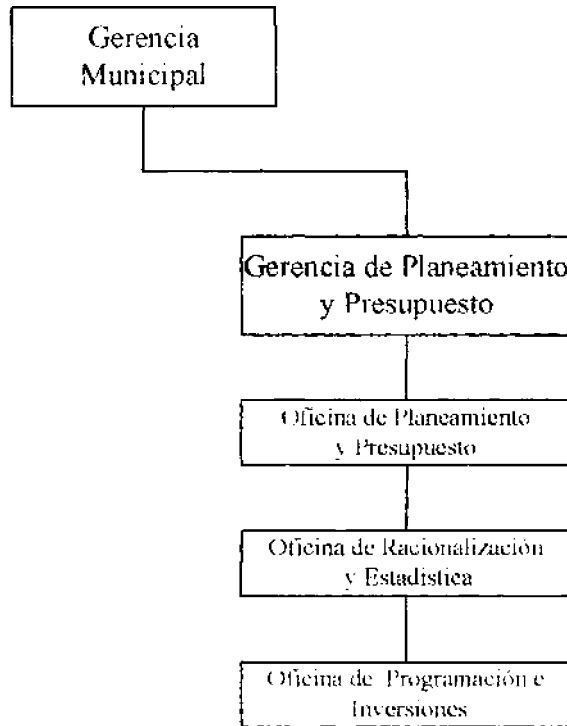 Gerencia
Municipal
Gerencia de Planeamiento
y Presupuesto
Oficina de Planeamiento
y Presupuesto
Oficina de Racionalización
y Estadística
Oficina de Programación e
Inversiones